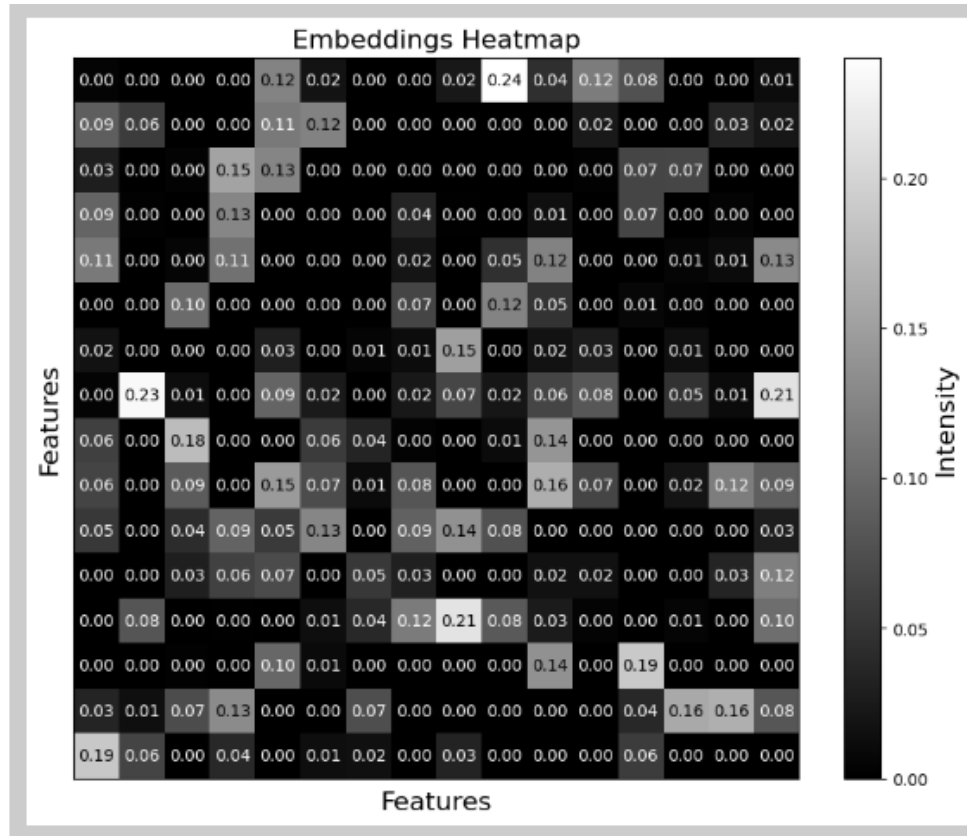 Embeddings Heatmap
0.00 0.00 0.00 0.00 0.12 0.02 0.00 0.00 0.02 0.24 0.04 0.12 0.08 0.00 0.00 0.01
0.09 0.06 0.00 0.00 0.11 0.12 0.00 0.00 0.00 0.00 0.00 0.02 0.00 0.00 0.03 0.02
0.03 0.00 0.00 0.15 0.13 0.00 0.00 0.00 0.00 0.00 0.00 0.00 0.07 0.07 0.00 0.00
0.09 0.00 0.00 0.13 0.00 0.00 0.00 0.04 0.00 0.00 0.01 0.00 0.07 0.00 0.00 0.00
0.11 0.00 0.00 0.11 0.00 0.00 0.00 0.02 0.00 0.05 0.12 0.00 0.00 0.01 0.01 0.13
0.00 0.00 0.10 0.00 0.00 0.00 0.00 0.07 0.00 0.12 0.05 0.00 0.01 0.00 0.00 0.00
0.02 0.00 0.00 0.00 0.03 0.00 0.01 0.01 0.15 0.00 0.02 0.03 0.00 0.01 0.00 0.00
0.00 0.23 0.01 0.00 0.09 0.02 0.00 0.02 0.07 0.02 0.06 0.08 0.00 0.05 0.01 0.21
0.06 0.00 0.18 0.00 0.00 0.06 0.04 0.00 0.00 0.01 0.14 0.00 0.00 0.00 0.00 0.00
0.06 0.00 0.09 0.00 0.15 0.07 0.01 0.08 0.00 0.00 0.16 0.07 0.00 0.02 0.12 0.09
0.05 0.00 0.04 0.09 0.05 0.13 0.00 0.09 0.14 0.08 0.00 0.00 0.00 0.00 0.00 0.03
0.00 0.00 0.03 0.06 0.07 0.00 0.05 0.03 0.00 0.00 0.02 0.02 0.00 0.00 0.03 0.12
0.00 0.08 0.00 0.00 0.00 0.01 0.04 0.12 0.21 0.08 0.03 0.00 0.00 0.01 0.00 0.10
0.00 0.00 0.00 0.00 0.10 0.01 0.00 0.00 0.00 0.00 0.14 0.00 0.19 0.00 0.00 0.00
0.03 0.01 0.07 0.13 0.00 0.00 0.07 0.00 0.00 0.00 0.00 0.00 0.04 0.16 0.16 0.08
0.19 0.06 0.00 0.04 0.00 0.01 0.02 0.00 0.03 0.00 0.00 0.00 0.06 0.00 0.00 0.00
Features
Features
0.20
0.15
0.10
0.05
0.00
Intensity